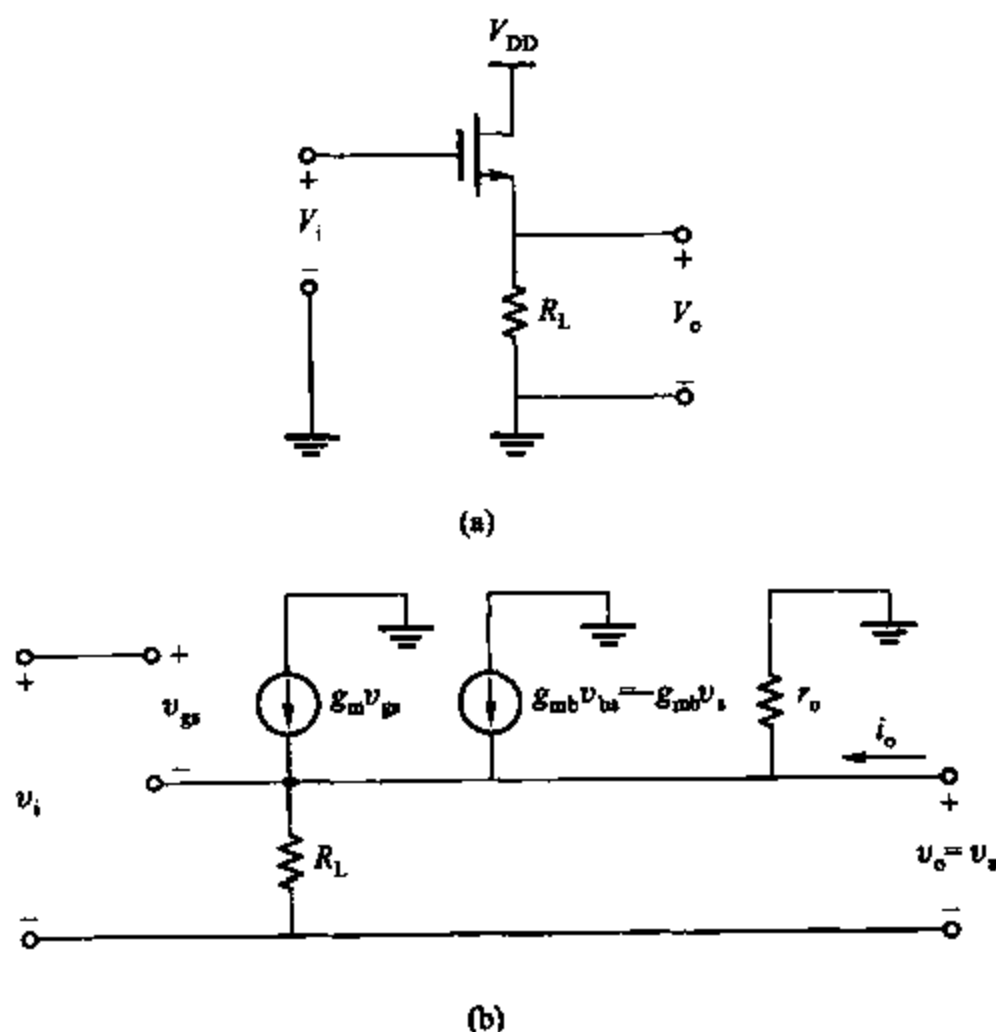 V_DD
+
V_i
−
R_L
+
V_o
−
(a)
+
+
v_gs
−
v_i
−
g_m v_gs
g_mb v_bs = −g_mb v_s
r_o
i_o
R_L
+
v_o = v_s
−
(b)